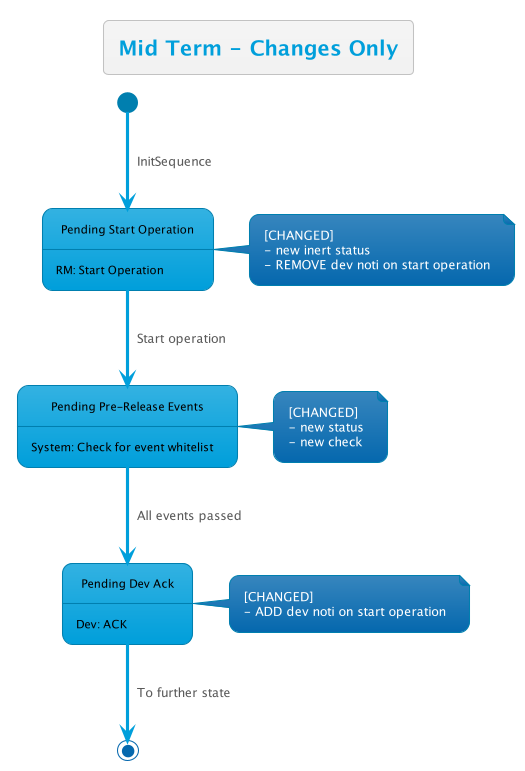 Mid Term - Changes Only
InitSequence
Pending Start Operation
RM: Start Operation
[CHANGED]
- new inert status
- REMOVE dev noti on start operation
Start operation
Pending Pre-Release Events
System: Check for event whitelist
[CHANGED]
- new status
- new check
All events passed
Pending Dev Ack
Dev: ACK
[CHANGED]
- ADD dev noti on start operation
To further state